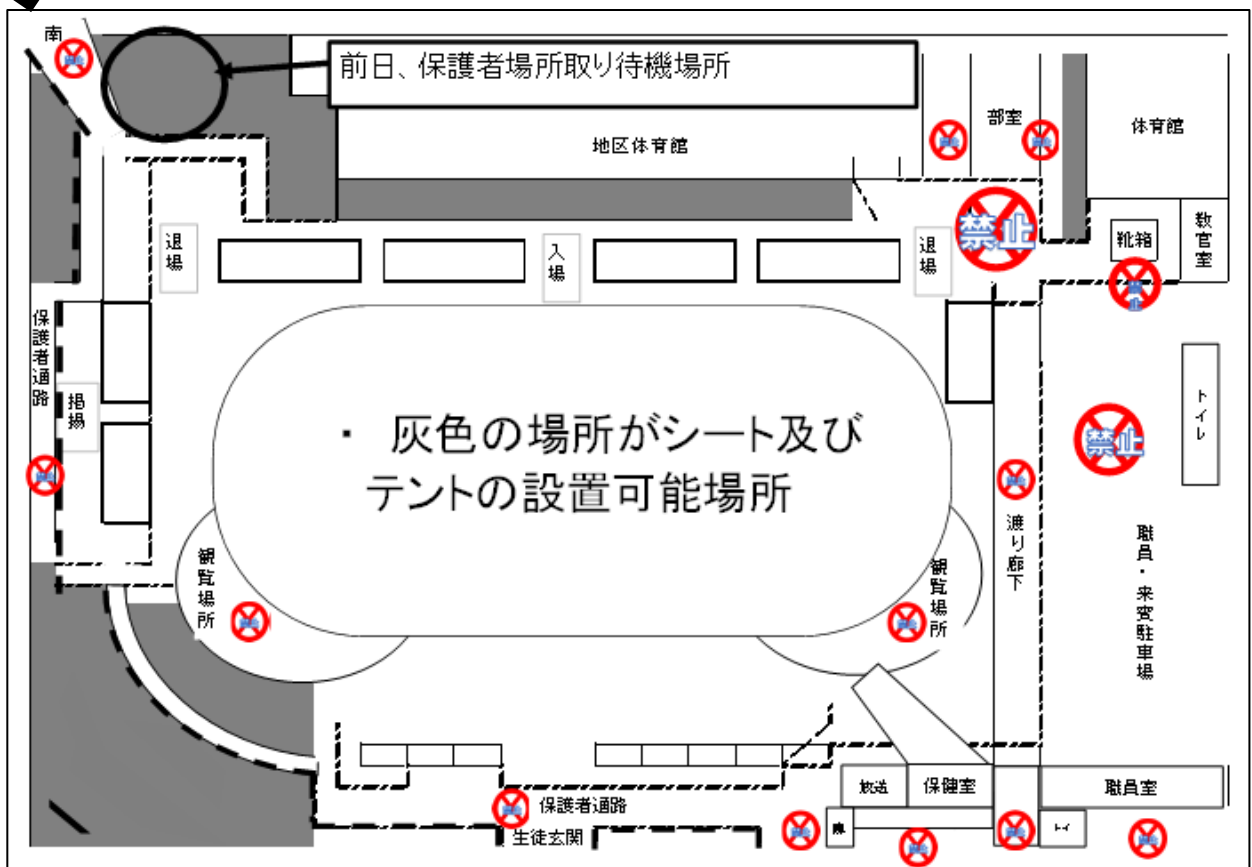 南
前日、保護者場所取り待機場所
地区体育館
部室
体育館
退場
入場
退場
禁止
靴箱
教官室
禁止
保護者通路
掲揚
トイレ
禁止
・ 灰色の場所がシート及び
テントの設置可能場所
渡り廊下
職員・来賓駐車場
観覧場所
観覧場所
放送
保健室
職員室
保護者通路
生徒玄関
トイ